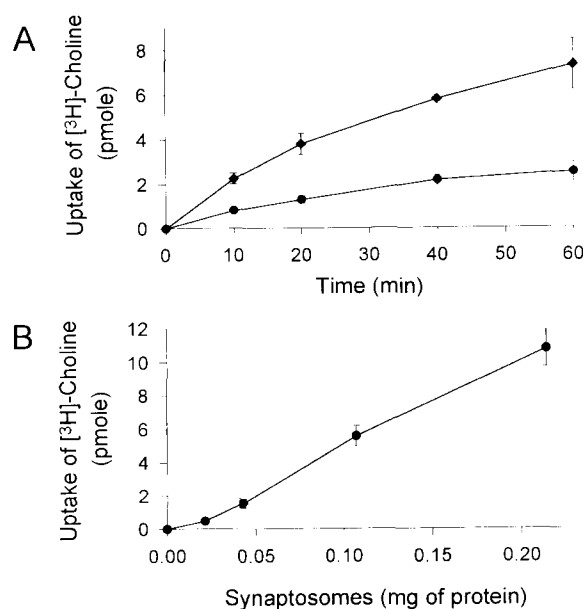 A
Uptake of [³H]-Choline
(pmole)
8
6
4
2
0
0 10 20 30 40 50 60
Time (min)
B
Uptake of [³H]-Choline
(pmole)
12
10
8
6
4
2
0
0.00 0.05 0.10 0.15 0.20
Synaptosomes (mg of protein)